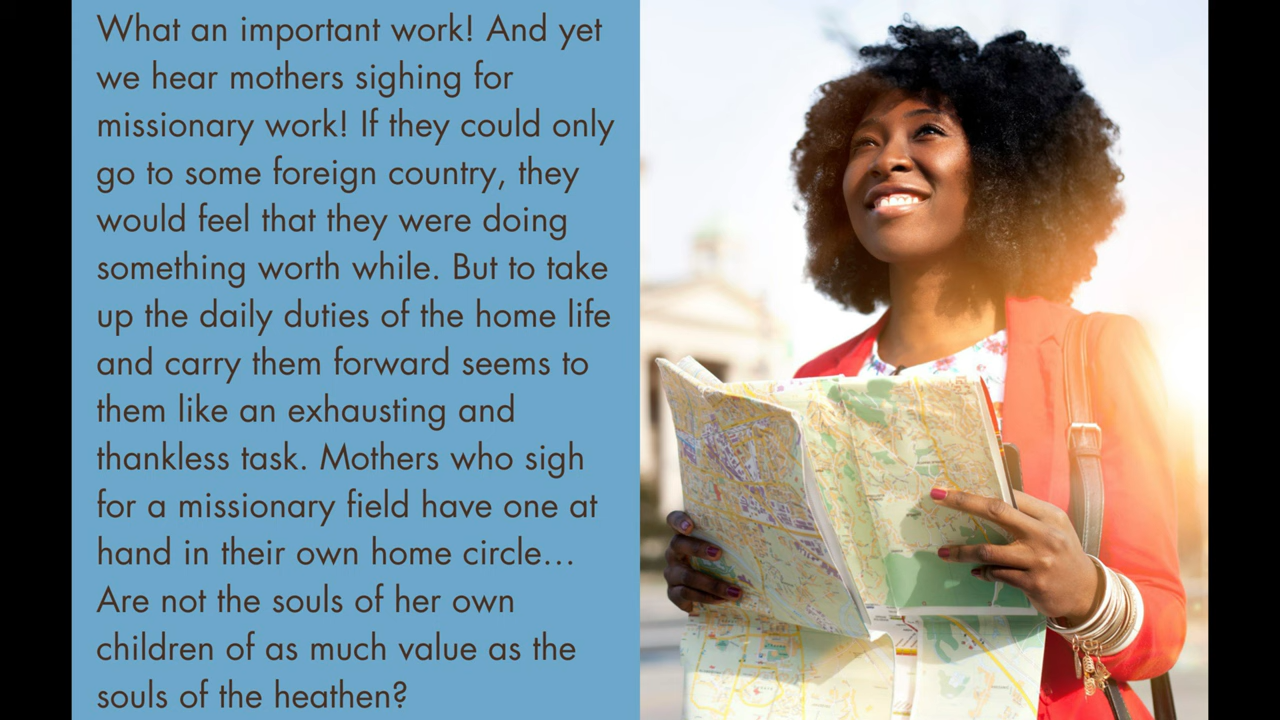 What an important work! And yet
we hear mothers sighing for
missionary work! If they could only
go to some foreign country, they
would feel that they were doing
something worth while. But to take
up the daily duties of the home life
and carry them forward seems to
them like an exhausting and
thankless task. Mothers who sigh
for a missionary field have one at
hand in their own home circle…
Are not the souls of her own
children of as much value as the
souls of the heathen?